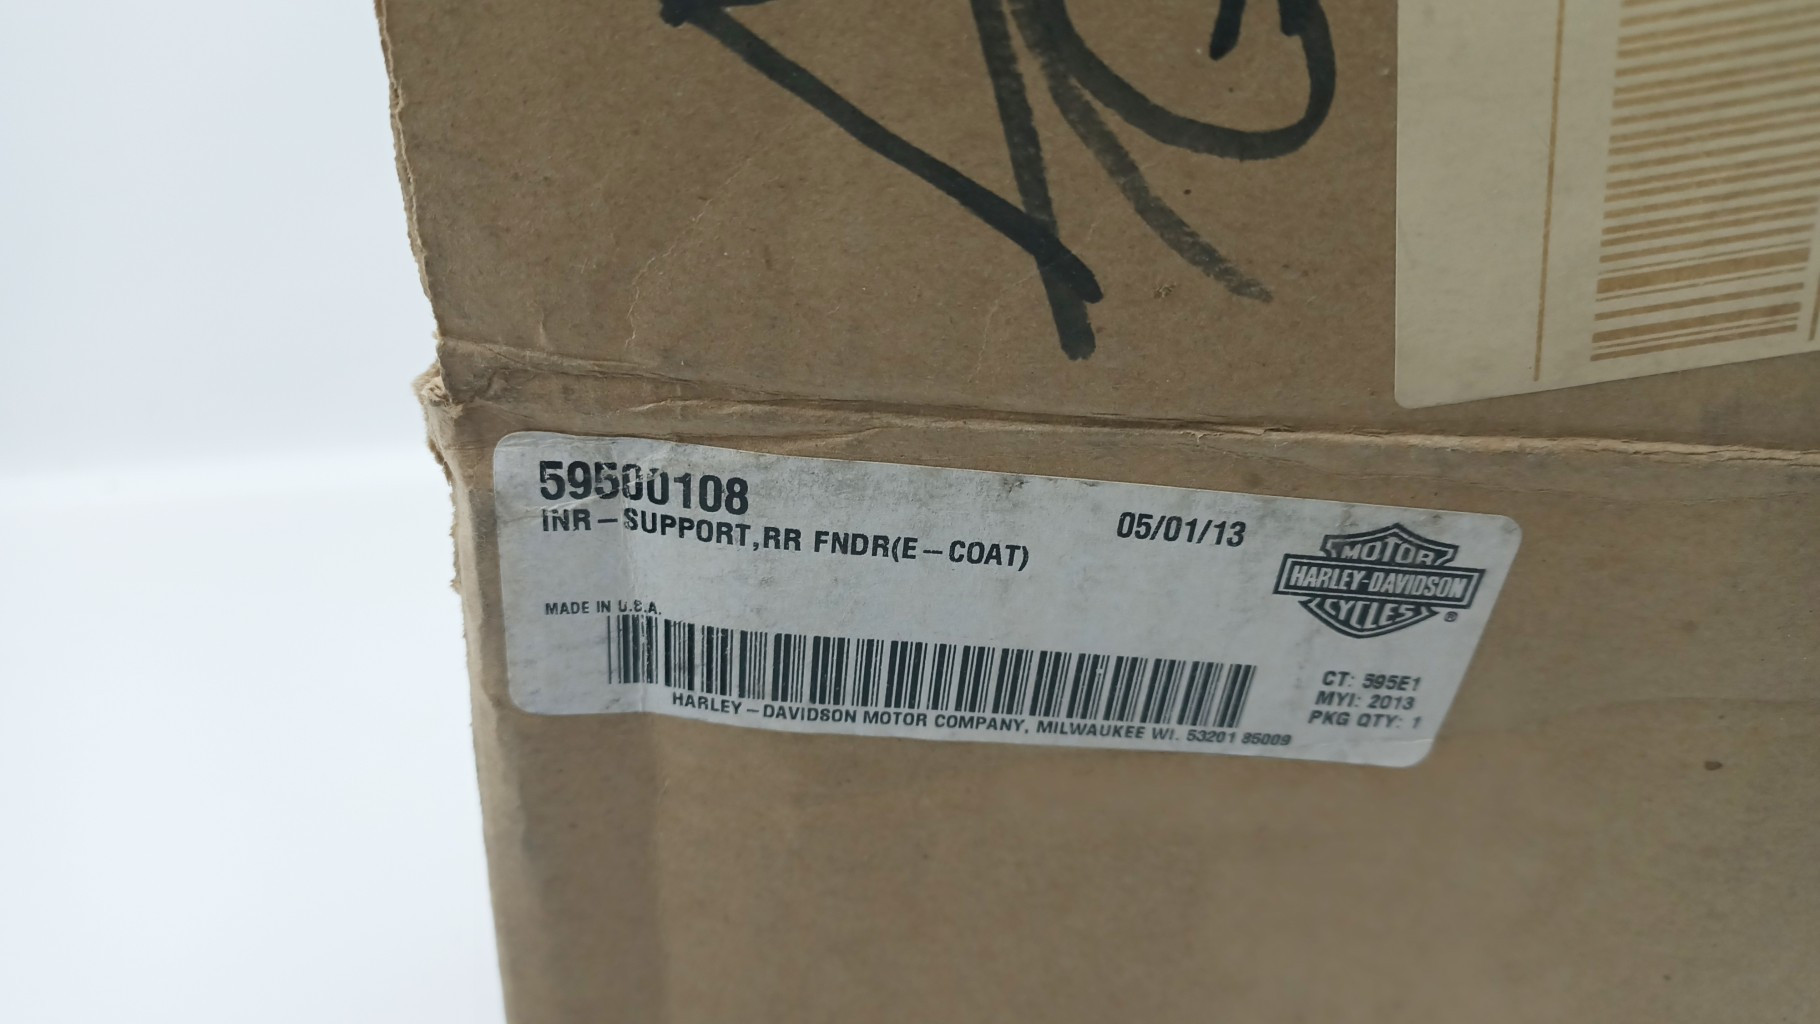 59500108
INR-SUPPORT,RR FNDR(E-COAT)
05/01/13
MOTOR
HARLEY-DAVIDSON
CYCLES
®
MADE IN U.S.A.
HARLEY-DAVIDSON MOTOR COMPANY, MILWAUKEE WI. 53201 85009
CT: 595E1
MYI: 2013
PKG QTY: 1